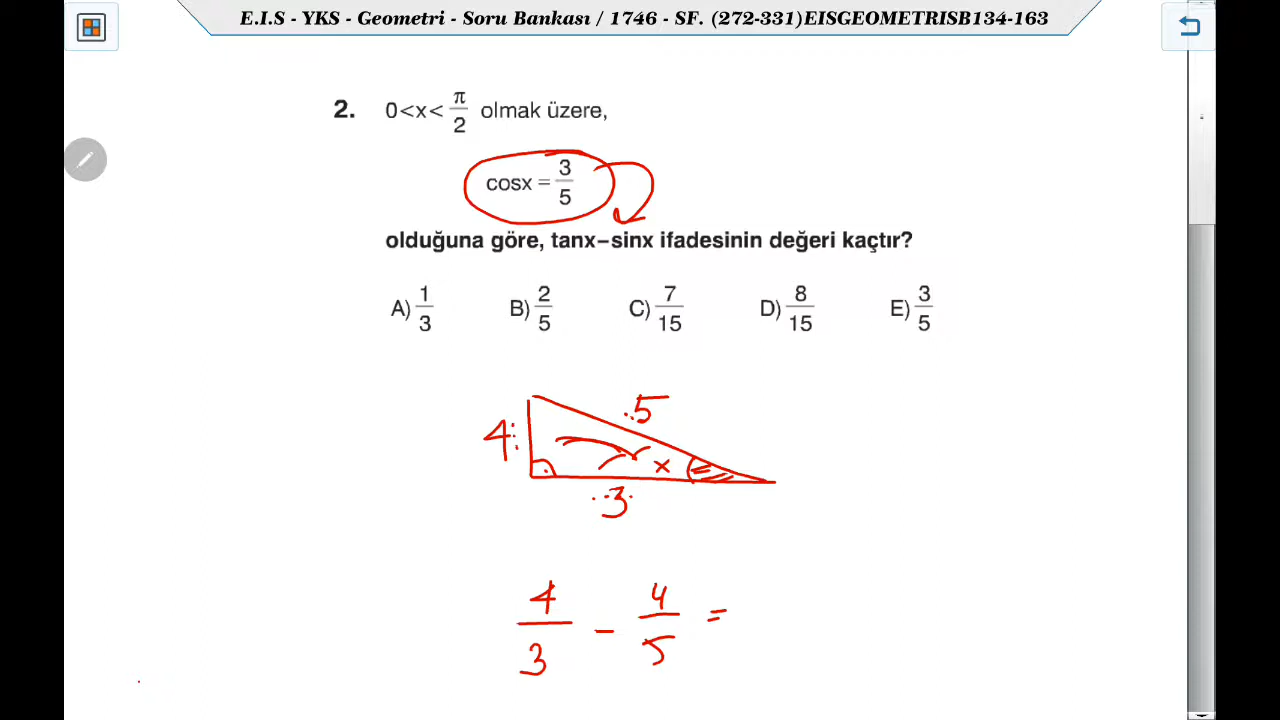 E.I.S - YKS - Geometri - Soru Bankası / 1746 - SF. (272-331)EISGEOMETRISB134-163
2. 0<x< π/2 olmak üzere,
cosx = 3/5
olduğuna göre, tanx−sinx ifadesinin değeri kaçtır?
A) 1/3 B) 2/5 C) 7/15 D) 8/15 E) 3/5
5
4
x
3
4/3 - 4/5 =